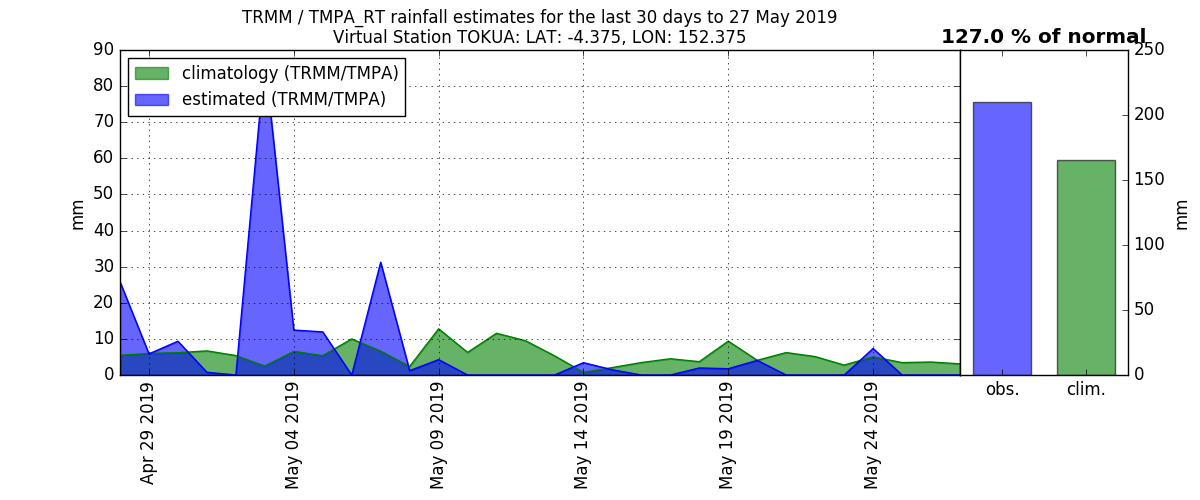 TRMM / TMPA_RT rainfall estimates for the last 30 days to 27 May 2019
Virtual Station TOKUA: LAT: -4.375, LON: 152.375
127.0 % of normal
climatology (TRMM/TMPA)
estimated (TRMM/TMPA)
90
80
70
60
50
40
30
20
10
0
mm
Apr 29 2019
May 04 2019
May 09 2019
May 14 2019
May 19 2019
May 24 2019
obs.
clim.
250
200
150
100
50
0
mm